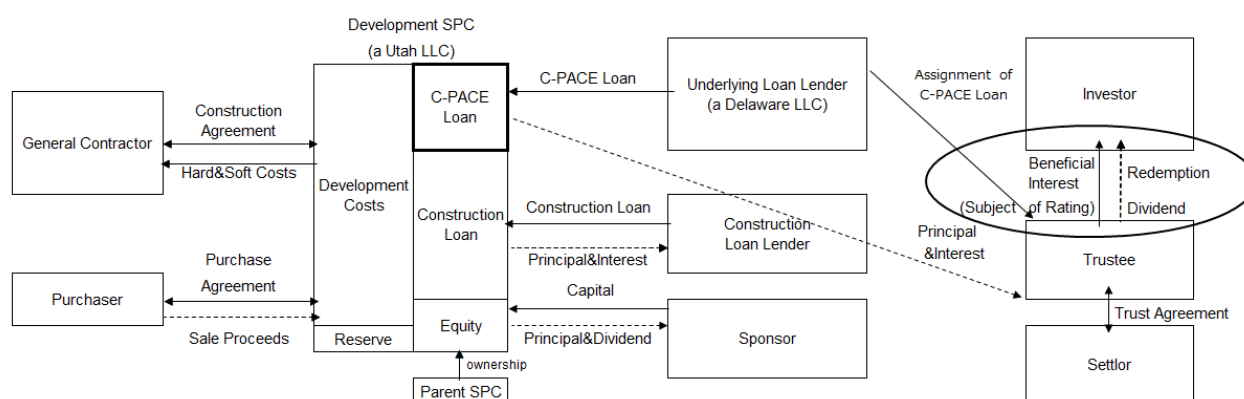 Development SPC
(a Utah LLC)
General Contractor
Construction
Agreement
Hard&Soft Costs
Purchaser
Purchase
Agreement
Sale Proceeds
Development
Costs
Reserve
C-PACE
Loan
Construction
Loan
Equity
ownership
Parent SPC
C-PACE Loan
Underlying Loan Lender
(a Delaware LLC)
Construction Loan
Principal&Interest
Construction
Loan Lender
Capital
Principal&Dividend
Sponsor
Assignment of
C-PACE Loan
Principal
&Interest
Investor
Beneficial
Interest
Redemption
(Subject of Rating)
Dividend
Trustee
Trust Agreement
Settlor